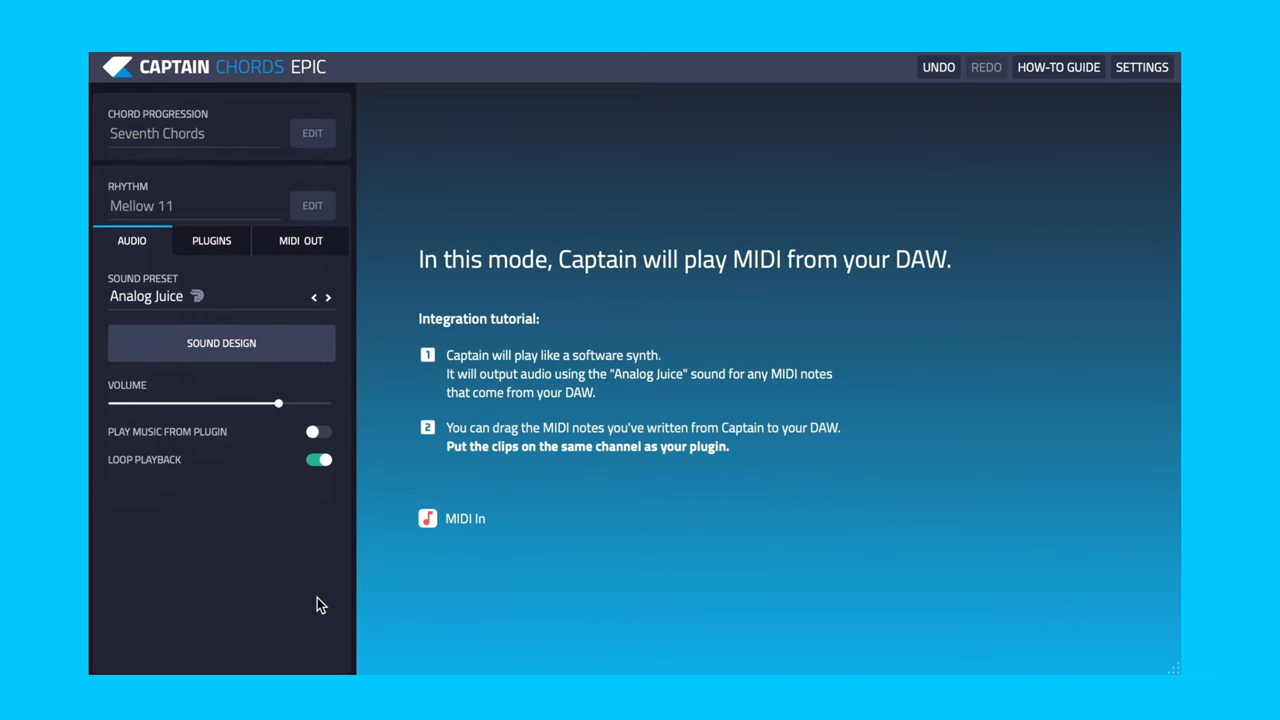 CAPTAIN CHORDS EPIC
UNDO
REDO
HOW-TO GUIDE
SETTINGS
CHORD PROGRESSION
Seventh Chords
EDIT
RHYTHM
Mellow 11
EDIT
AUDIO
PLUGINS
MIDI OUT
SOUND PRESET
Analog Juice
SOUND DESIGN
VOLUME
PLAY MUSIC FROM PLUGIN
LOOP PLAYBACK
In this mode, Captain will play MIDI from your DAW.
Integration tutorial:
1 Captain will play like a software synth.
It will output audio using the "Analog Juice" sound for any MIDI notes
that come from your DAW.
2 You can drag the MIDI notes you've written from Captain to your DAW.
Put the clips on the same channel as your plugin.
MIDI In